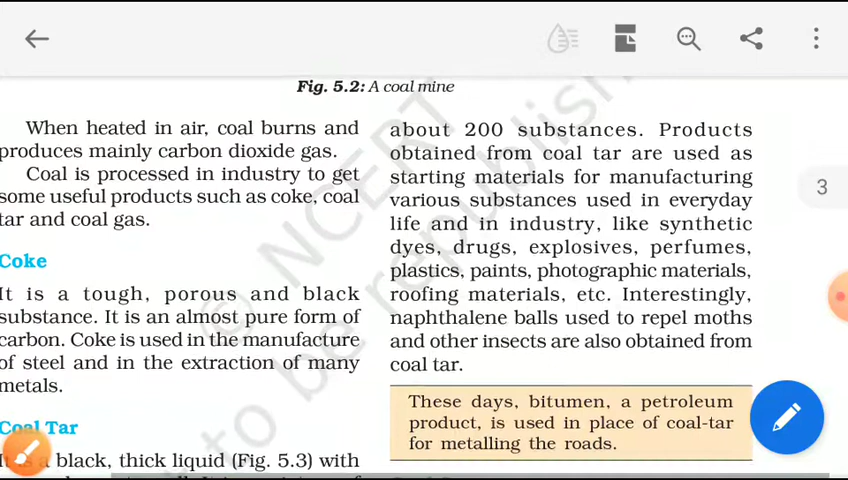 Fig. 5.2: A coal mine
When heated in air, coal burns and
produces mainly carbon dioxide gas.
Coal is processed in industry to get
some useful products such as coke, coal
tar and coal gas.
Coke
It is a tough, porous and black
substance. It is an almost pure form of
carbon. Coke is used in the manufacture
of steel and in the extraction of many
metals.
Coal Tar
It is a black, thick liquid (Fig. 5.3) with
about 200 substances. Products
obtained from coal tar are used as
starting materials for manufacturing
various substances used in everyday
life and in industry, like synthetic
dyes, drugs, explosives, perfumes,
plastics, paints, photographic materials,
roofing materials, etc. Interestingly,
naphthalene balls used to repel moths
and other insects are also obtained from
coal tar.
These days, bitumen, a petroleum
product, is used in place of coal-tar
for metalling the roads.
3
© NCERT
to be republish